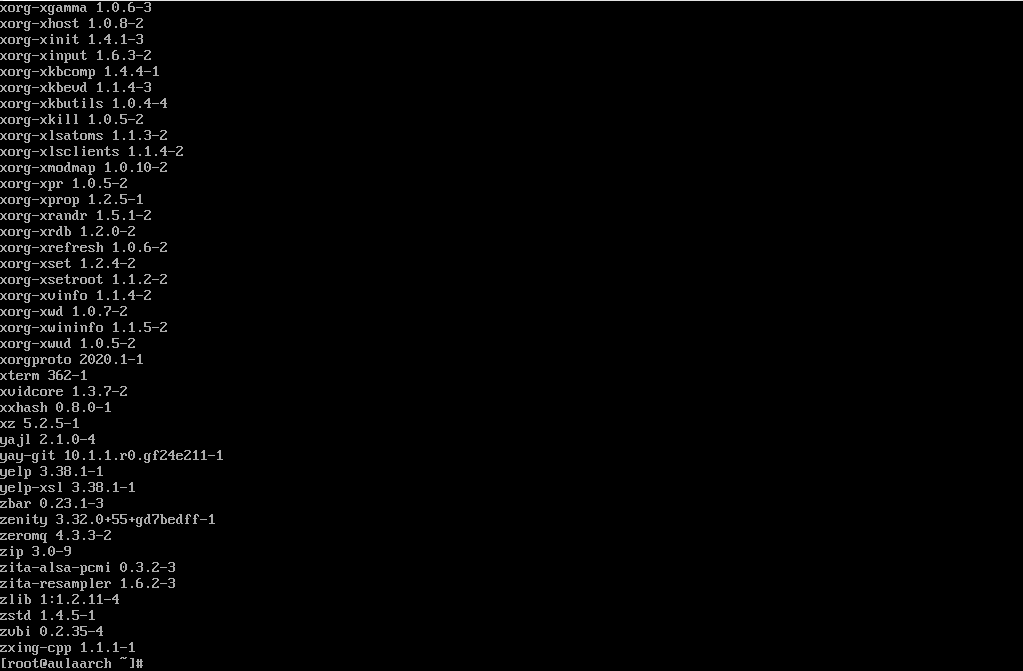 xorg-xgamma 1.0.6-3
xorg-xhost 1.0.8-2
xorg-xinit 1.4.1-3
xorg-xinput 1.6.3-2
xorg-xkbcomp 1.4.4-1
xorg-xkbevd 1.1.4-3
xorg-xkbutils 1.0.4-4
xorg-xkill 1.0.5-2
xorg-xlsatoms 1.1.3-2
xorg-xlsclients 1.1.4-2
xorg-xmodmap 1.0.10-2
xorg-xpr 1.0.5-2
xorg-xprop 1.2.5-1
xorg-xrandr 1.5.1-2
xorg-xrdb 1.2.0-2
xorg-xrefresh 1.0.6-2
xorg-xset 1.2.4-2
xorg-xsetroot 1.1.2-2
xorg-xvinfo 1.1.4-2
xorg-xwd 1.0.7-2
xorg-xwininfo 1.1.5-2
xorg-xwud 1.0.5-2
xorgproto 2020.1-1
xterm 362-1
xvidcore 1.3.7-2
xxhash 0.8.0-1
xz 5.2.5-1
yajl 2.1.0-4
yay-git 10.1.1.r0.gf24e211-1
yelp 3.38.1-1
yelp-xsl 3.38.1-1
zbar 0.23.1-3
zenity 3.32.0+55+gd7bedff-1
zeromq 4.3.3-2
zip 3.0-9
zita-alsa-pcmi 0.3.2-3
zita-resampler 1.6.2-3
zlib 1:1.2.11-4
zstd 1.4.5-1
zvbi 0.2.35-4
zxing-cpp 1.1.1-1
[root@aulaarch ~]#